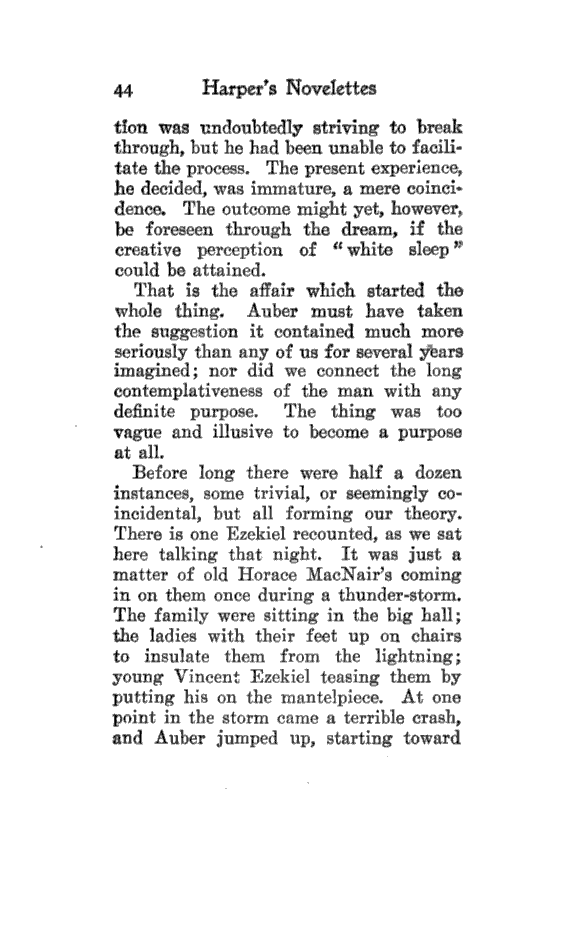 44 Harper's Novelettes
tion was undoubtedly striving to break
through, but he had been unable to facili-
tate the process. The present experience,
he decided, was immature, a mere coinci-
dence. The outcome might yet, however,
be foreseen through the dream, if the
creative perception of "white sleep"
could be attained.
That is the affair which started the
whole thing. Auber must have taken
the suggestion it contained much more
seriously than any of us for several years
imagined; nor did we connect the long
contemplativeness of the man with any
definite purpose. The thing was too
vague and illusive to become a purpose
at all.
Before long there were half a dozen
instances, some trivial, or seemingly co-
incidental, but all forming our theory.
There is one Ezekiel recounted, as we sat
here talking that night. It was just a
matter of old Horace MacNair's coming
in on them once during a thunder-storm.
The family were sitting in the big hall;
the ladies with their feet up on chairs
to insulate them from the lightning;
young Vincent Ezekiel teasing them by
putting his on the mantelpiece. At one
point in the storm came a terrible crash,
and Auber jumped up, starting toward